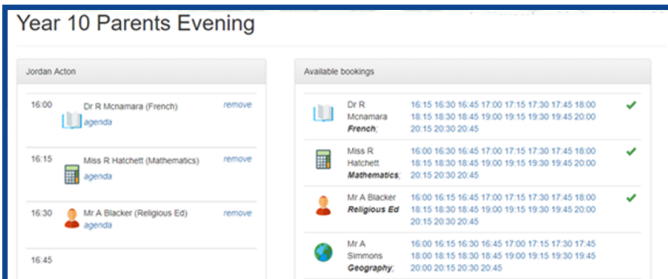 Year 10 Parents Evening
Jordan Acton
16:00 Dr R Mcnamara (French) remove
agenda
16:15 Miss R Hatchett (Mathematics) remove
agenda
16:30 Mr A Blacker (Religious Ed) remove
agenda
16:45
Available bookings
Dr R 16:15 16:30 16:45 17:00 17:15 17:30 17:45 18:00
Mcnamara 18:15 18:30 18:45 19:00 19:15 19:30 19:45 20:00
French; 20:15 20:30 20:45
Miss R 16:00 16:30 16:45 17:00 17:15 17:30 17:45 18:00
Hatchett 18:15 18:30 18:45 19:00 19:15 19:30 19:45 20:00
Mathematics; 20:15 20:30 20:45
Mr A Blacker 16:00 16:15 16:45 17:00 17:15 17:30 17:45 18:00
Religious Ed 18:15 18:30 18:45 19:00 19:15 19:30 19:45 20:00
20:15 20:30 20:45
Mr A 16:00 16:15 16:30 16:45 17:00 17:15 17:30 17:45
Simmons 18:00 18:15 18:30 18:45 19:00 19:15 19:30 19:45
Geography; 20:00 20:15 20:30 20:45